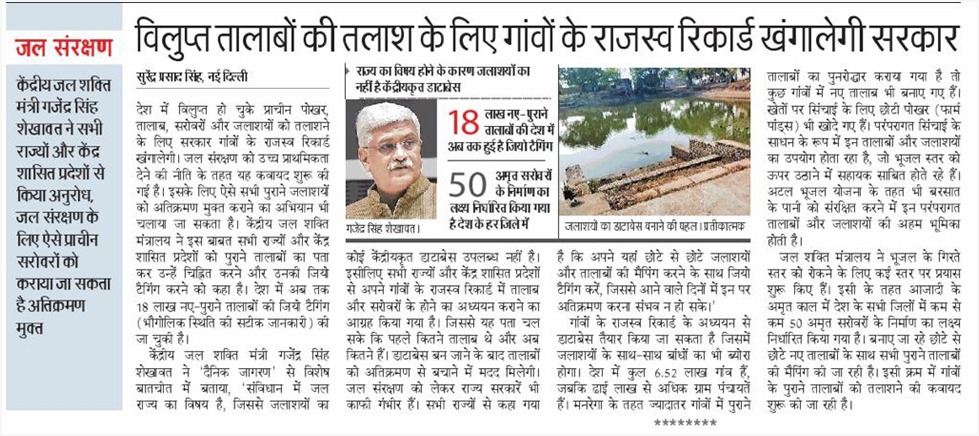 विलुप्त तालाबों की तलाश के लिए गांवों के राजस्व रिकार्ड खंगालेगी सरकार
जल संरक्षण
केंद्रीय जल शक्ति
मंत्री गजेंद्र सिंह
शेखावत ने सभी
राज्यों और केंद्र
शासित प्रदेशों से
किया अनुरोध,
जल संरक्षण के
लिए ऐसे प्राचीन
सरोवरों को
कराया जा सकता
है अतिक्रमण
मुक्त
सुरेंद्र प्रसाद सिंह, नई दिल्ली
देश में विलुप्त हो चुके प्राचीन पोखर,
तालाब, सरोवरों और जलाशयों को तलाशने
के लिए सरकार गांवों के राजस्व रिकार्ड
खंगालेगी। जल संरक्षण को उच्च प्राथमिकता
देने की नीति के तहत यह कवायद शुरू की
गई है। इसके लिए ऐसे सभी पुराने जलाशयों
को अतिक्रमण मुक्त कराने का अभियान भी
चलाया जा सकता है। केंद्रीय जल शक्ति
मंत्रालय ने इस बाबत सभी राज्यों और केंद्र
शासित प्रदेशों को पुराने तालाबों का पता
कर उन्हें चिह्नित करने और उनकी जियो
टैगिंग करने को कहा है। देश में अब तक
18 लाख नए-पुराने तालाबों की जियो टैगिंग
(भौगोलिक स्थिति की सटीक जानकारी) की
जा चुकी है।
केंद्रीय जल शक्ति मंत्री गजेंद्र सिंह
शेखावत ने 'दैनिक जागरण' से विशेष
बातचीत में बताया, 'संविधान में जल
राज्य का विषय है, जिससे जलाशयों का
राज्य का विषय होने के कारण जलाशयों का
नहीं है केंद्रीयकृत डाटाबेस
18 लाख नए-पुराने
तालाबों की देश में
अब तक हुई है जियो टैगिंग
50 अमृत सरोवरों
के निर्माण का
लक्ष्य निर्धारित किया गया
है देश के हर जिले में
गजेंद्र सिंह शेखावत।
जलाशयों का डाटाबेस बनाने की पहल। प्रतीकात्मक
कोई केंद्रीयकृत डाटाबेस उपलब्ध नहीं है।
इसीलिए सभी राज्यों और केंद्र शासित प्रदेशों
से अपने गांवों के राजस्व रिकार्ड में तालाब
और सरोवरों के होने का अध्ययन कराने का
आग्रह किया गया है। जिससे यह पता चल
सके कि पहले कितने तालाब थे और अब
कितने हैं। डाटाबेस बन जाने के बाद तालाबों
को अतिक्रमण से बचाने में मदद मिलेगी।
जल संरक्षण को लेकर राज्य सरकारें भी
काफी गंभीर हैं। सभी राज्यों से कहा गया
है कि अपने यहां छोटे से छोटे जलाशयों
और तालाबों की मैपिंग करने के साथ जियो
टैगिंग करें, जिससे आने वाले दिनों में इन पर
अतिक्रमण करना संभव न हो सके।'
गांवों के राजस्व रिकार्ड के अध्ययन से
डाटाबेस तैयार किया जा सकता है जिसमें
जलाशयों के साथ-साथ बांधों का भी ब्योरा
होगा। देश में कुल 6.52 लाख गांव हैं,
जबकि ढाई लाख से अधिक ग्राम पंचायतें
हैं। मनरेगा के तहत ज्यादातर गांवों में पुराने
तालाबों का पुनरोद्धार कराया गया है तो
कुछ गांवों में नए तालाब भी बनाए गए हैं।
खेतों पर सिंचाई के लिए छोटी पोखर (फार्म
पांड्स) भी खोदे गए हैं। परंपरागत सिंचाई के
साधन के रूप में इन तालाबों और जलाशयों
का उपयोग होता रहा है, जो भूजल स्तर को
ऊपर उठाने में सहायक साबित होते रहे हैं।
अटल भूजल योजना के तहत भी बरसात
के पानी को संरक्षित करने में इन परंपरागत
तालाबों और जलाशयों की अहम भूमिका
होती है।
जल शक्ति मंत्रालय ने भूजल के गिरते
स्तर को रोकने के लिए कई स्तर पर प्रयास
शुरू किए हैं। इसी के तहत आजादी के
अमृत काल में देश के सभी जिलों में कम से
कम 50 अमृत सरोवरों के निर्माण का लक्ष्य
निर्धारित किया गया है। बनाए जा रहे छोटे से
छोटे नए तालाबों के साथ सभी पुराने तालाबों
की मैपिंग की जा रही है। इसी क्रम में गांवों
के पुराने तालाबों को तलाशने की कवायद
शुरू की जा रही है।
********